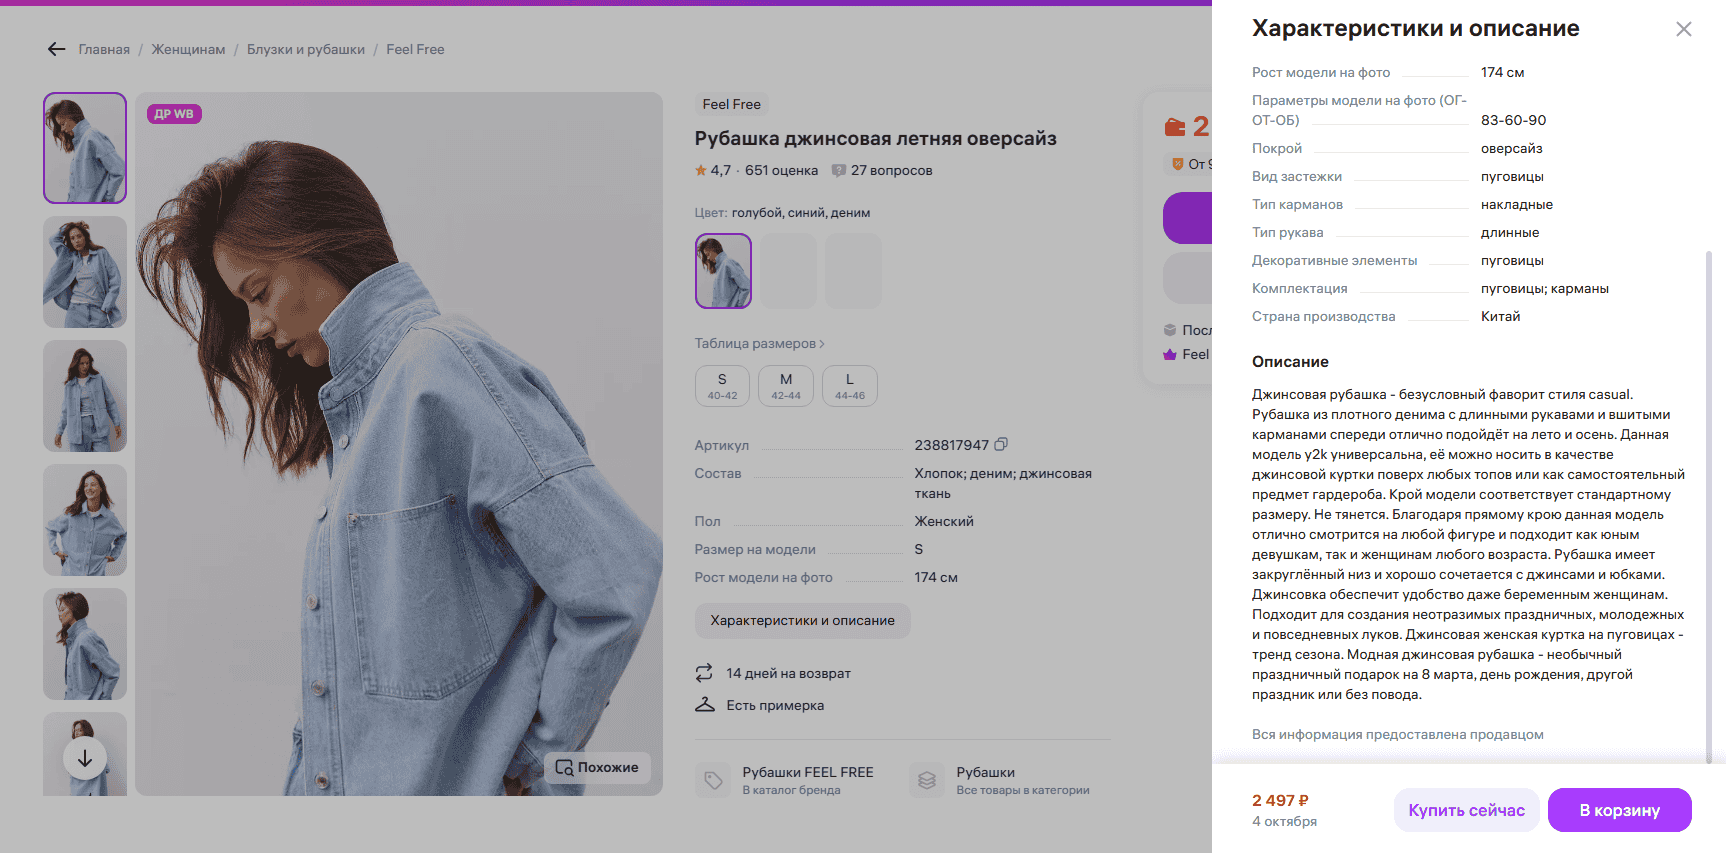 Главная / Женщинам / Блузки и рубашки / Feel Free
ДР WB
Похожие
Feel Free
Рубашка джинсовая летняя оверсайз
4,7 · 651 оценка 27 вопросов
Цвет: голубой, синий, деним
Таблица размеров
S M L
40-42 42-44 44-46
Артикул 238817947
Состав Хлопок; деним; джинсовая
ткань
Пол Женский
Размер на модели S
Рост модели на фото 174 см
Характеристики и описание
14 дней на возврат
Есть примерка
Рубашки FEEL FREE
В каталог бренда
Рубашки
Все товары в категории
2
От
Feel
Характеристики и описание
Рост модели на фото 174 см
Параметры модели на фото (ОГ-
ОТ-ОБ) 83-60-90
Покрой оверсайз
Вид застежки пуговицы
Тип карманов накладные
Тип рукава длинные
Декоративные элементы пуговицы
Комплектация пуговицы; карманы
Страна производства Китай
Описание
Джинсовая рубашка - безусловный фаворит стиля casual.
Рубашка из плотного денима с длинными рукавами и вшитыми
карманами спереди отлично подойдёт на лето и осень. Данная
модель y2k универсальна, её можно носить в качестве
джинсовой куртки поверх любых топов или как самостоятельный
предмет гардероба. Крой модели соответствует стандартному
размеру. Не тянется. Благодаря прямому крою данная модель
отлично смотрится на любой фигуре и подходит как юным
девушкам, так и женщинам любого возраста. Рубашка имеет
закруглённый низ и хорошо сочетается с джинсами и юбками.
Джинсовка обеспечит удобство даже беременным женщинам.
Подходит для создания неотразимых праздничных, молодежных
и повседневных луков. Джинсовая женская куртка на пуговицах -
тренд сезона. Модная джинсовая рубашка - необычный
праздничный подарок на 8 марта, день рождения, другой
праздник или без повода.
Вся информация предоставлена продавцом
2 497 ₽
4 октября
Купить сейчас
В корзину